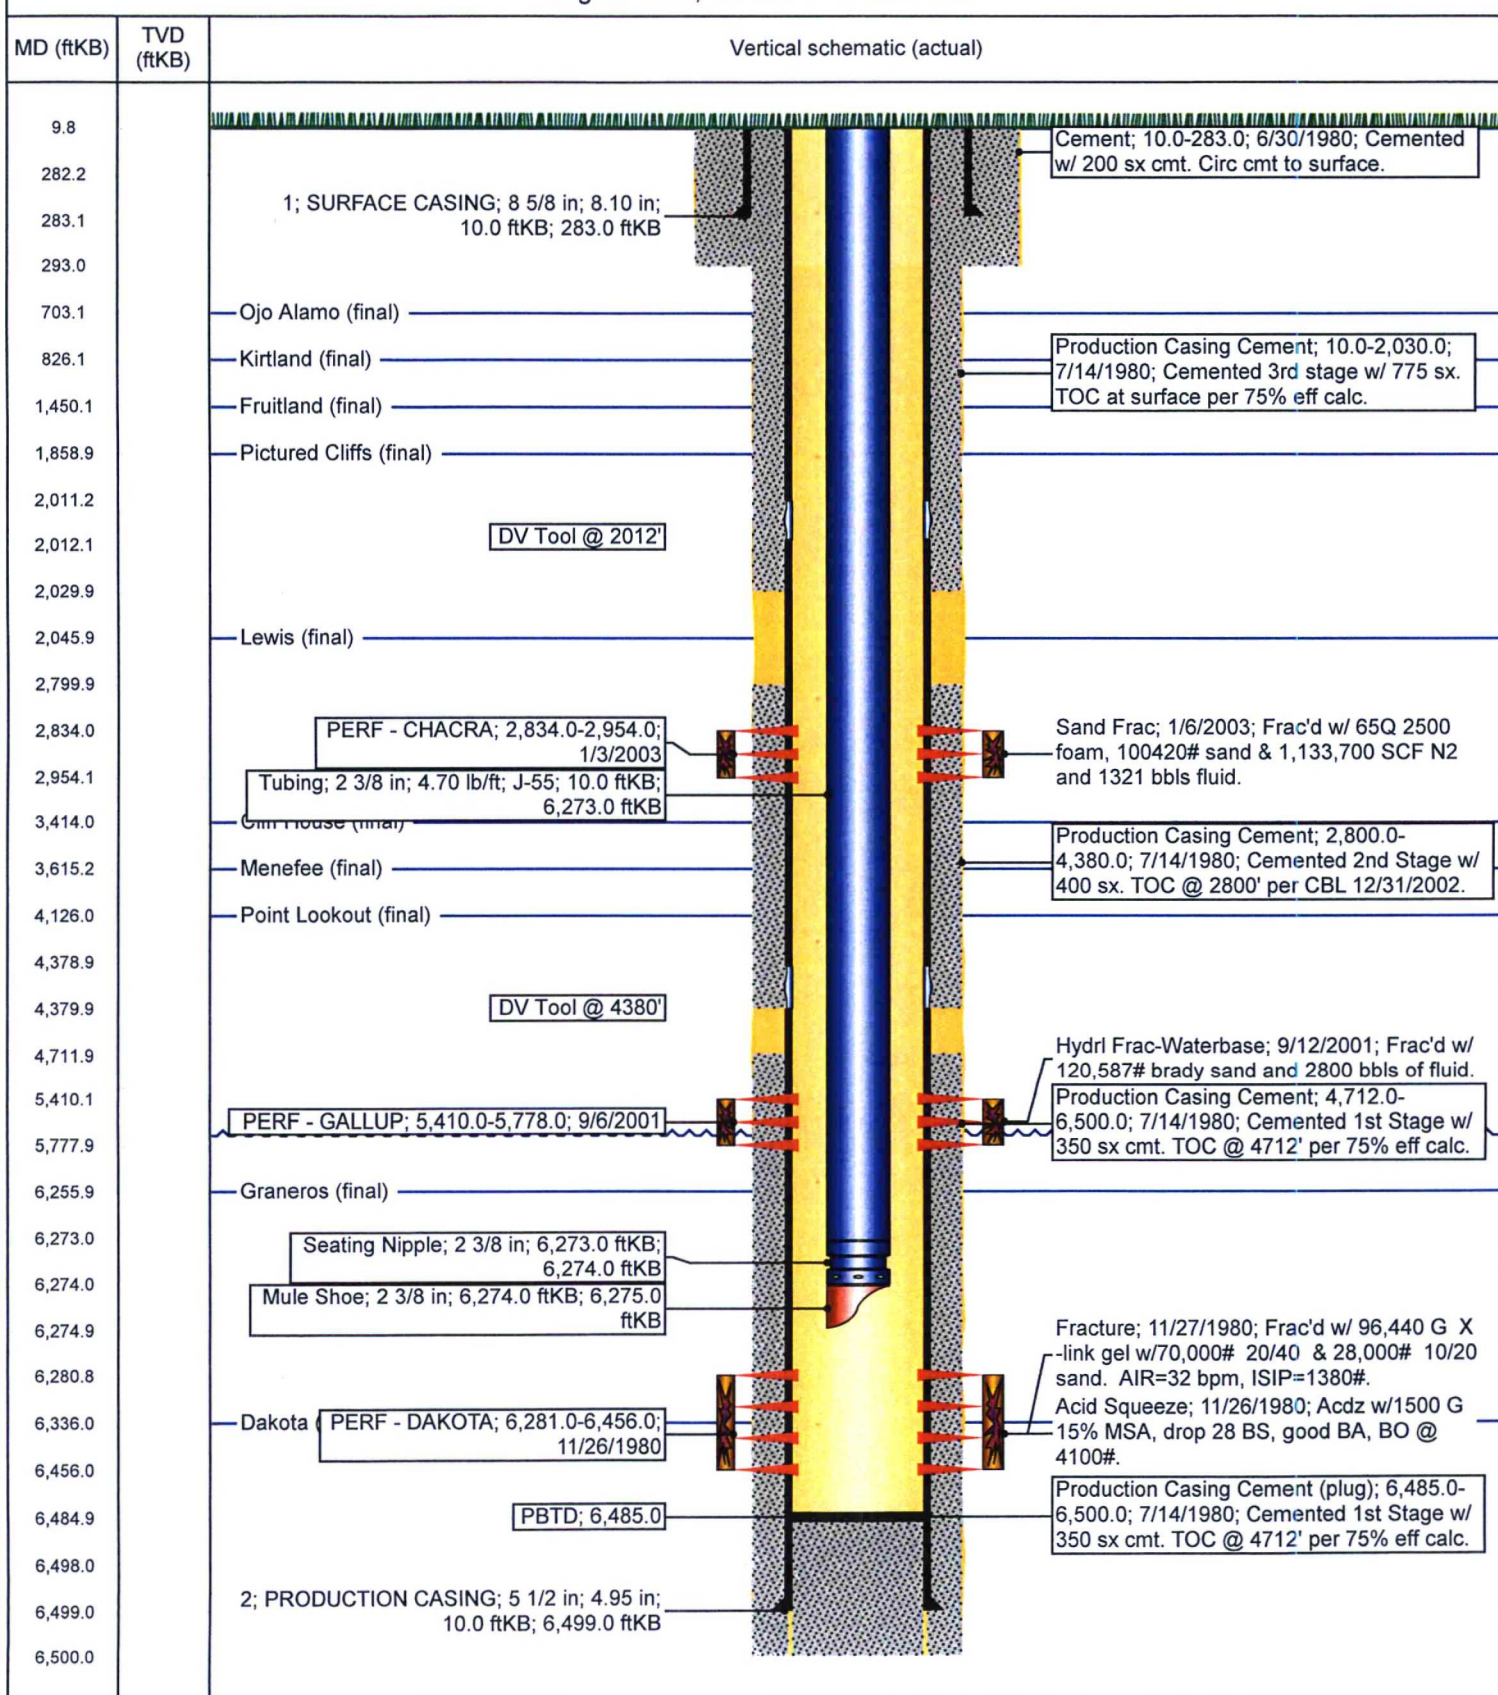 MD (ftKB)
TVD
(ftKB)
Vertical schematic (actual)
9.8
282.2
283.1
293.0
703.1
826.1
1,450.1
1,858.9
2,011.2
2,012.1
2,029.9
2,045.9
2,799.9
2,834.0
2,954.1
3,414.0
3,615.2
4,126.0
4,378.9
4,379.9
4,711.9
5,410.1
5,777.9
6,255.9
6,273.0
6,274.0
6,274.9
6,280.8
6,336.0
6,456.0
6,484.9
6,498.0
6,499.0
6,500.0
1; SURFACE CASING; 8 5/8 in; 8.10 in;
10.0 ftKB; 283.0 ftKB
Ojo Alamo (final)
Kirtland (final)
Fruitland (final)
Pictured Cliffs (final)
DV Tool @ 2012'
Lewis (final)
PERF - CHACRA; 2,834.0-2,954.0;
1/3/2003
Tubing; 2 3/8 in; 4.70 lb/ft; J-55; 10.0 ftKB;
6,273.0 ftKB
House (final)
Menefee (final)
Point Lookout (final)
DV Tool @ 4380'
PERF - GALLUP; 5,410.0-5,778.0; 9/6/2001
Graneros (final)
Seating Nipple; 2 3/8 in; 6,273.0 ftKB;
6,274.0 ftKB
Mule Shoe; 2 3/8 in; 6,274.0 ftKB; 6,275.0
ftKB
Dakota (
PERF - DAKOTA; 6,281.0-6,456.0;
11/26/1980
PBTD; 6,485.0
2; PRODUCTION CASING; 5 1/2 in; 4.95 in;
10.0 ftKB; 6,499.0 ftKB
Cement; 10.0-283.0; 6/30/1980; Cemented
w/ 200 sx cmt. Circ cmt to surface.
Production Casing Cement; 10.0-2,030.0;
7/14/1980; Cemented 3rd stage w/ 775 sx.
TOC at surface per 75% eff calc.
Sand Frac; 1/6/2003; Frac'd w/ 65Q 2500
foam, 100420# sand & 1,133,700 SCF N2
and 1321 bbls fluid.
Production Casing Cement; 2,800.0-
4,380.0; 7/14/1980; Cemented 2nd Stage w/
400 sx. TOC @ 2800' per CBL 12/31/2002.
Hydrl Frac-Waterbase; 9/12/2001; Frac'd w/
120,587# brady sand and 2800 bbls of fluid.
Production Casing Cement; 4,712.0-
6,500.0; 7/14/1980; Cemented 1st Stage w/
350 sx cmt. TOC @ 4712' per 75% eff calc.
Fracture; 11/27/1980; Frac'd w/ 96,440 G X
-link gel w/70,000# 20/40 & 28,000# 10/20
sand. AIR=32 bpm, ISIP=1380#.
Acid Squeeze; 11/26/1980; Acdz w/1500 G
15% MSA, drop 28 BS, good BA, BO @
4100#.
Production Casing Cement (plug); 6,485.0-
6,500.0; 7/14/1980; Cemented 1st Stage w/
350 sx cmt. TOC @ 4712' per 75% eff calc.